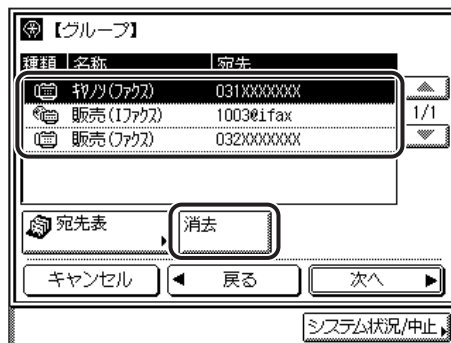 【グループ】
種類 名称 宛先
ｷﾔﾉﾝ(ﾌｧｸｽ) 031XXXXXXX
販売(Iﾌｧｸｽ) 1003@ifax
販売(ﾌｧｸｽ) 032XXXXXXX
1/1
宛先表 消去
キャンセル 戻る 次へ
システム状況/中止